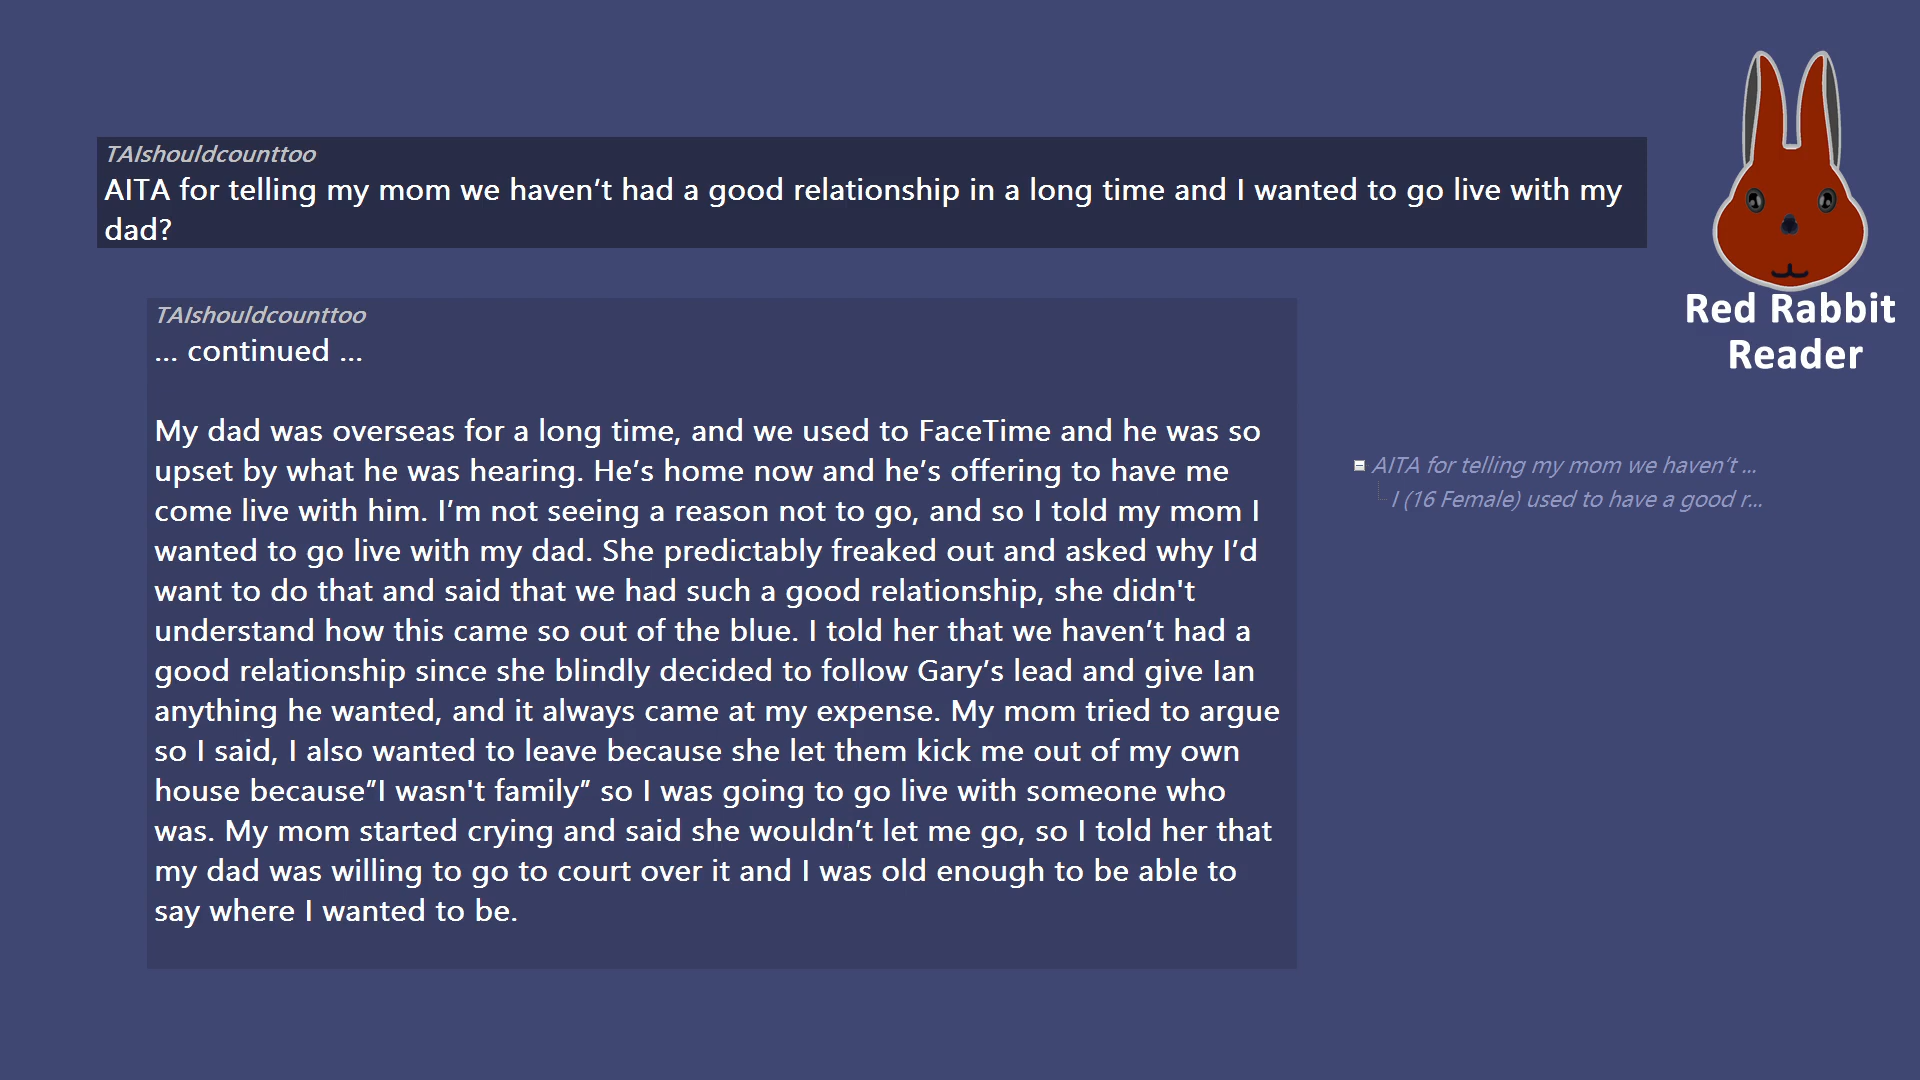 TAIshouldcounttoo
AITA for telling my mom we haven’t had a good relationship in a long time and I wanted to go live with my
dad?
TAIshouldcounttoo
... continued ...
My dad was overseas for a long time, and we used to FaceTime and he was so
upset by what he was hearing. He’s home now and he’s offering to have me
come live with him. I’m not seeing a reason not to go, and so I told my mom I
wanted to go live with my dad. She predictably freaked out and asked why I’d
want to do that and said that we had such a good relationship, she didn't
understand how this came so out of the blue. I told her that we haven’t had a
good relationship since she blindly decided to follow Gary’s lead and give Ian
anything he wanted, and it always came at my expense. My mom tried to argue
so I said, I also wanted to leave because she let them kick me out of my own
house because”I wasn't family” so I was going to go live with someone who
was. My mom started crying and said she wouldn’t let me go, so I told her that
my dad was willing to go to court over it and I was old enough to be able to
say where I wanted to be.
Red Rabbit
Reader
AITA for telling my mom we haven’t ...
I (16 Female) used to have a good r...